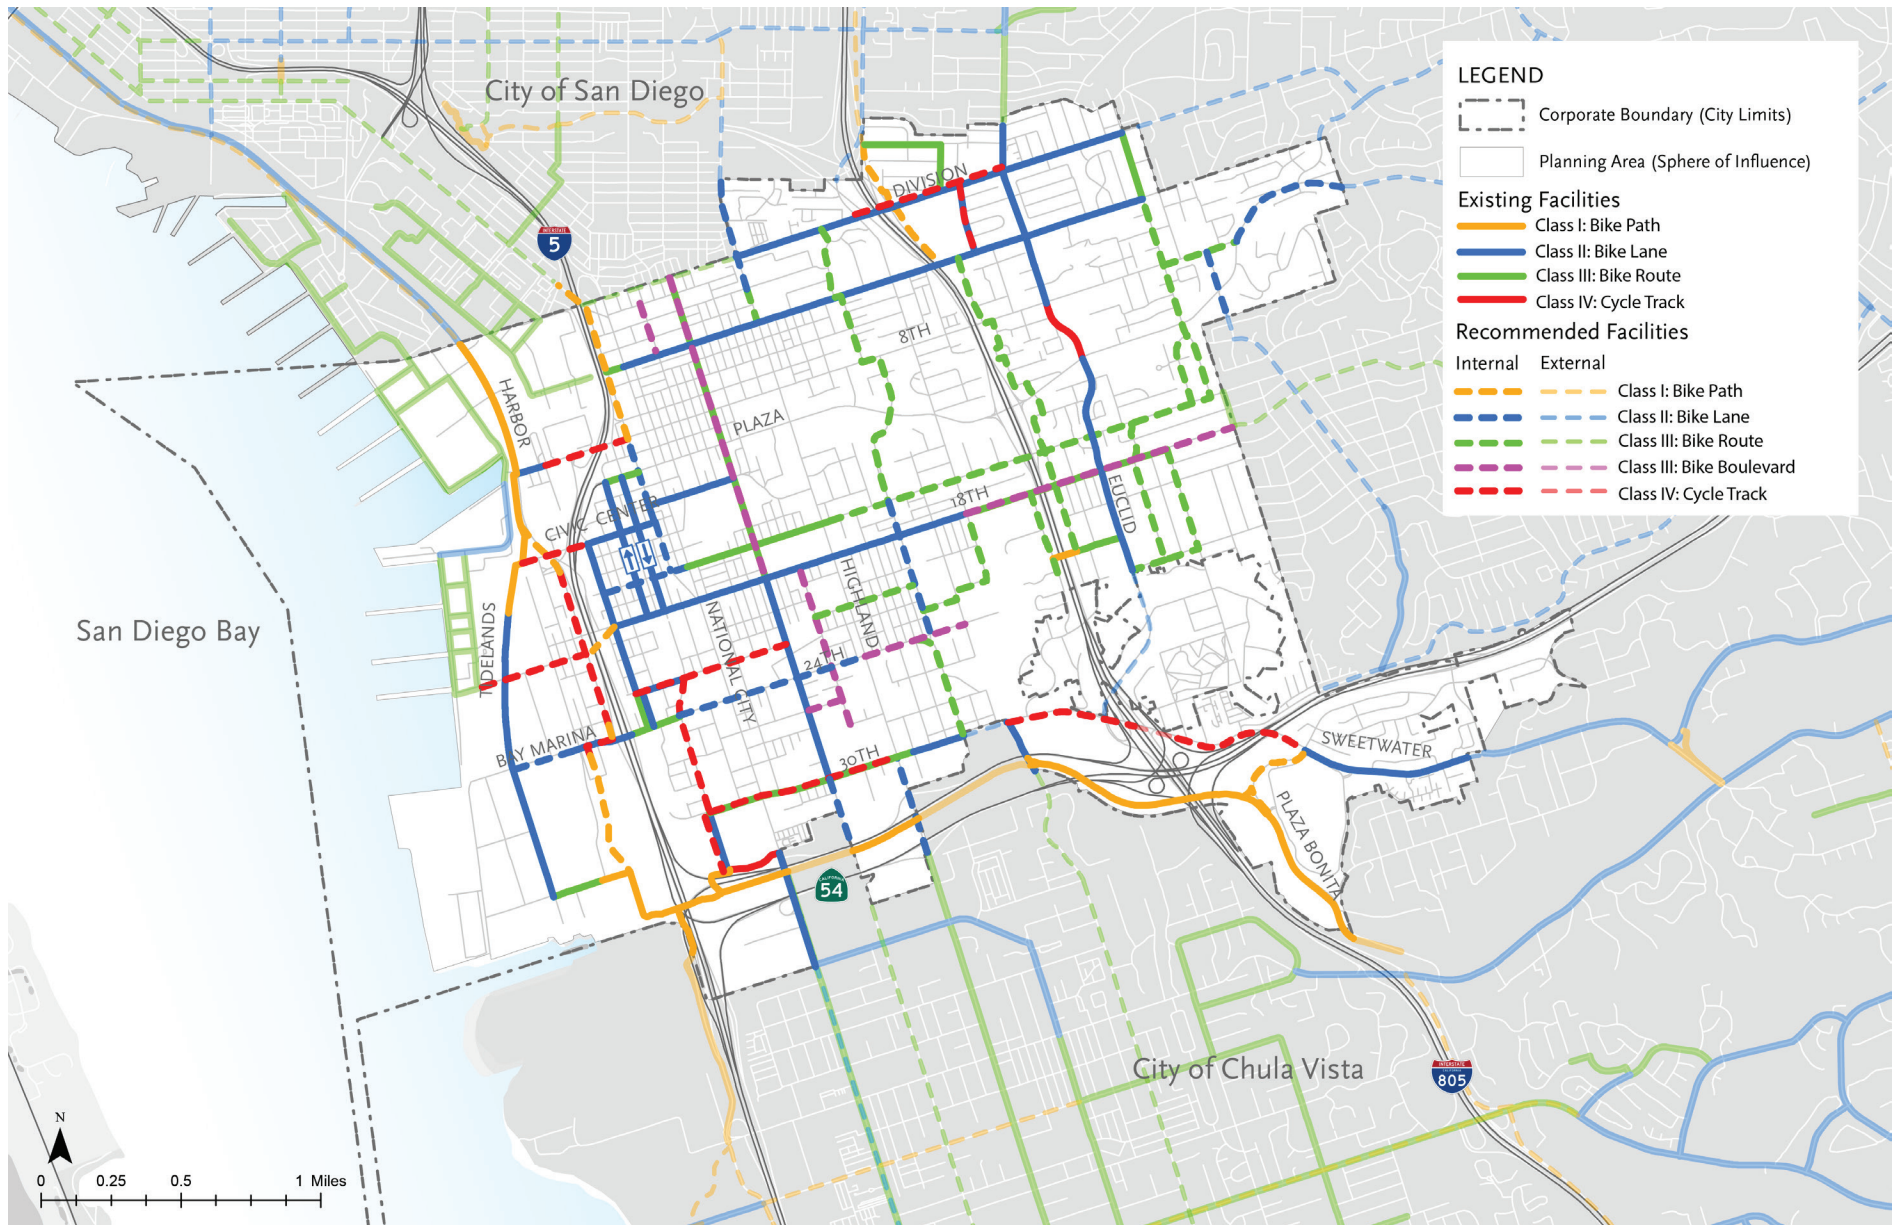 City of San Diego
LEGEND
Corporate Boundary (City Limits)
Planning Area (Sphere of Influence)
Existing Facilities
Class I: Bike Path
Class II: Bike Lane
Class III: Bike Route
Class IV: Cycle Track
Recommended Facilities
Internal External
Class I: Bike Path
Class II: Bike Lane
Class III: Bike Route
Class III: Bike Boulevard
Class IV: Cycle Track
DIVISION
INTERSTATE
5
8TH
HARBOR
PLAZA
18TH
EUCLID
CIVIC CENTER
HIGHLAND
NATIONAL CITY
San Diego Bay
TIDELANDS
24TH
BAY MARINA
30TH
SWEETWATER
PLAZA BONITA
CALIFORNIA
54
City of Chula Vista
INTERSTATE
CALIFORNIA
805
N
0 0.25 0.5 1 Miles